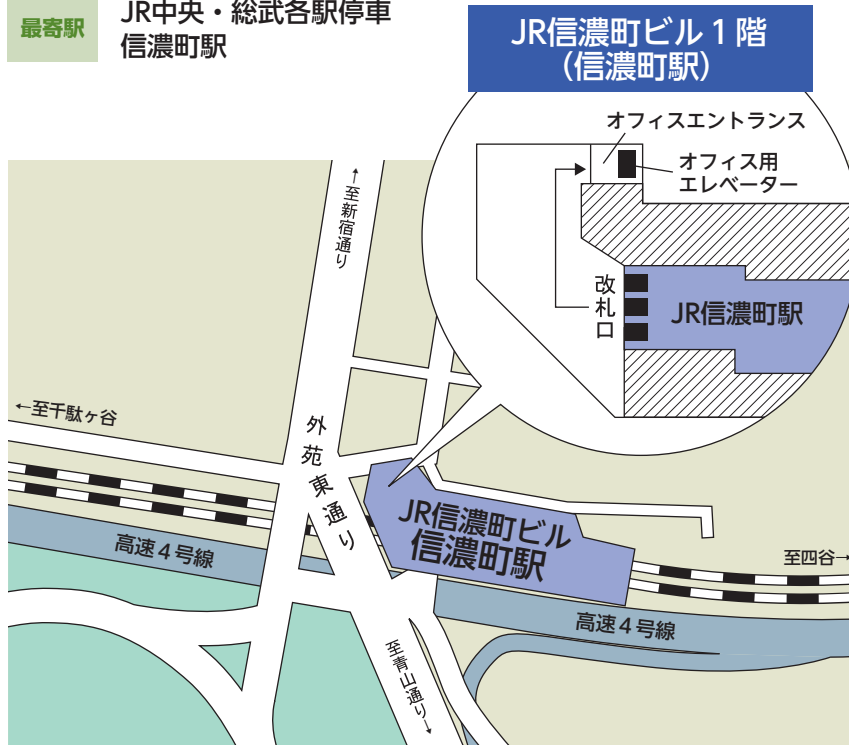 最寄駅
JR中央・総武各駅停車
信濃町駅
JR信濃町ビル1階
(信濃町駅)
オフィスエントランス
オフィス用
エレベーター
改札口
JR信濃町駅
←至新宿通り
←至千駄ヶ谷
外苑東通り
JR信濃町ビル
信濃町駅
高速4号線
至四谷→
高速4号線
至青山通り→